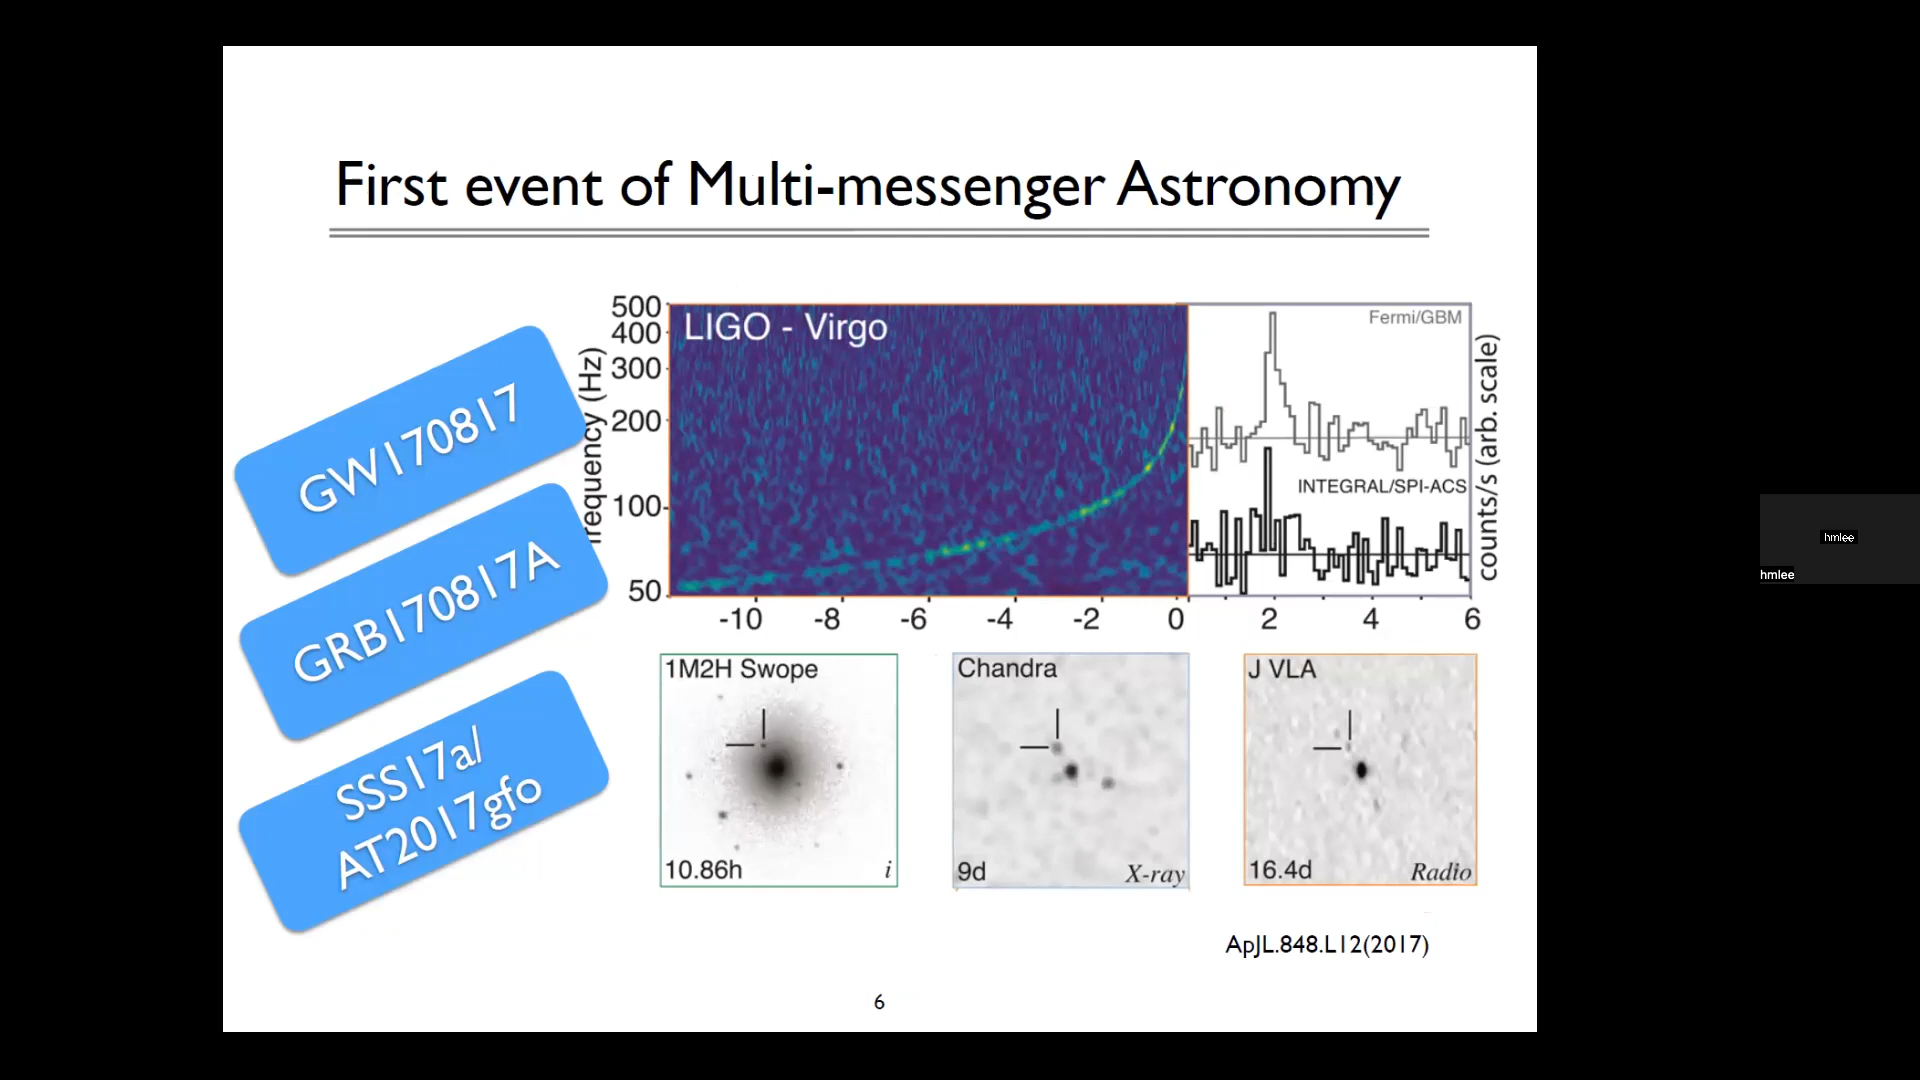 First event of Multi-messenger Astronomy
GW170817
GRB170817A
SSS17a/
AT2017gfo
frequency (Hz)
500
400
300
200
100
50
LIGO - Virgo
Fermi/GBM
INTEGRAL/SPI-ACS
counts/s (arb. scale)
-10 -8 -6 -4 -2 0 2 4 6
1M2H Swope
10.86h i
Chandra
9d X-ray
J VLA
16.4d Radio
ApJL.848.L12(2017)
6
hmlee
hmlee